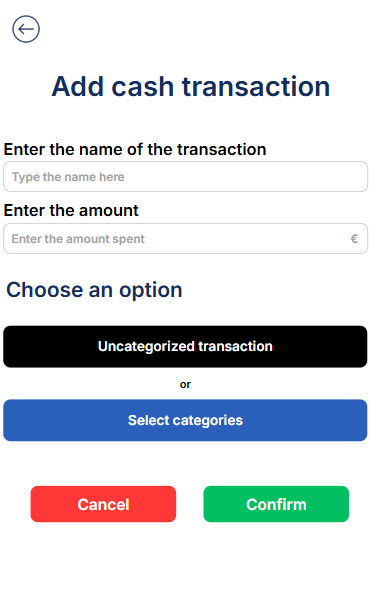 Add cash transaction
Enter the name of the transaction
Type the name here
Enter the amount
Enter the amount spent €
Choose an option
Uncategorized transaction
or
Select categories
Cancel Confirm